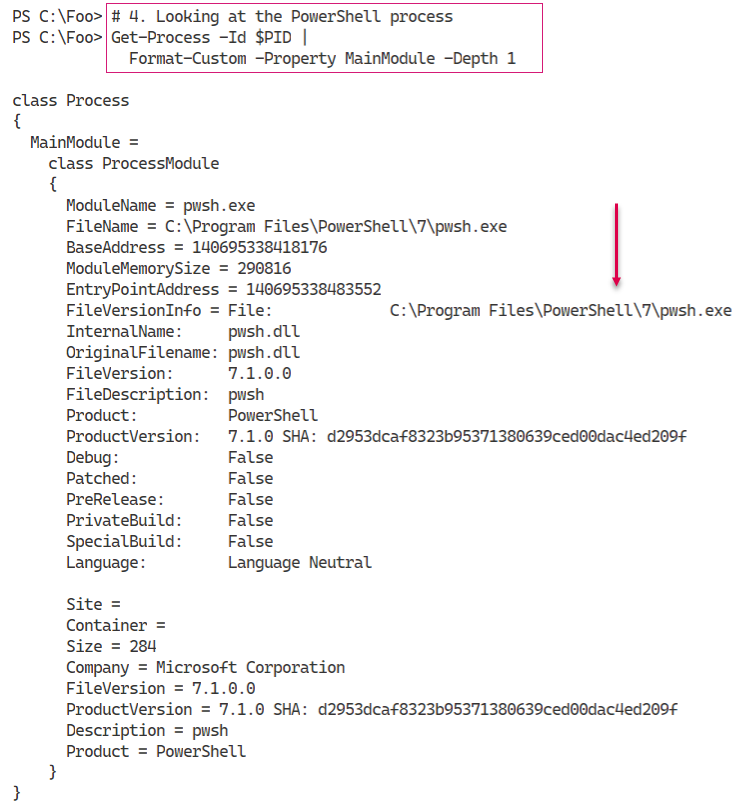 PS C:\Foo> # 4. Looking at the PowerShell process
PS C:\Foo> Get-Process -Id $PID |
  Format-Custom -Property MainModule -Depth 1

class Process
{
  MainModule =
    class ProcessModule
    {
      ModuleName = pwsh.exe
      FileName = C:\Program Files\PowerShell\7\pwsh.exe
      BaseAddress = 140695338418176
      ModuleMemorySize = 290816
      EntryPointAddress = 140695338483552
      FileVersionInfo = File:             C:\Program Files\PowerShell\7\pwsh.exe
      InternalName:     pwsh.dll
      OriginalFilename: pwsh.dll
      FileVersion:      7.1.0.0
      FileDescription:  pwsh
      Product:          PowerShell
      ProductVersion:   7.1.0 SHA: d2953dcaf8323b95371380639ced00dac4ed209f
      Debug:            False
      Patched:          False
      PreRelease:       False
      PrivateBuild:     False
      SpecialBuild:     False
      Language:         Language Neutral

      Site =
      Container =
      Size = 284
      Company = Microsoft Corporation
      FileVersion = 7.1.0.0
      ProductVersion = 7.1.0 SHA: d2953dcaf8323b95371380639ced00dac4ed209f
      Description = pwsh
      Product = PowerShell
    }
}